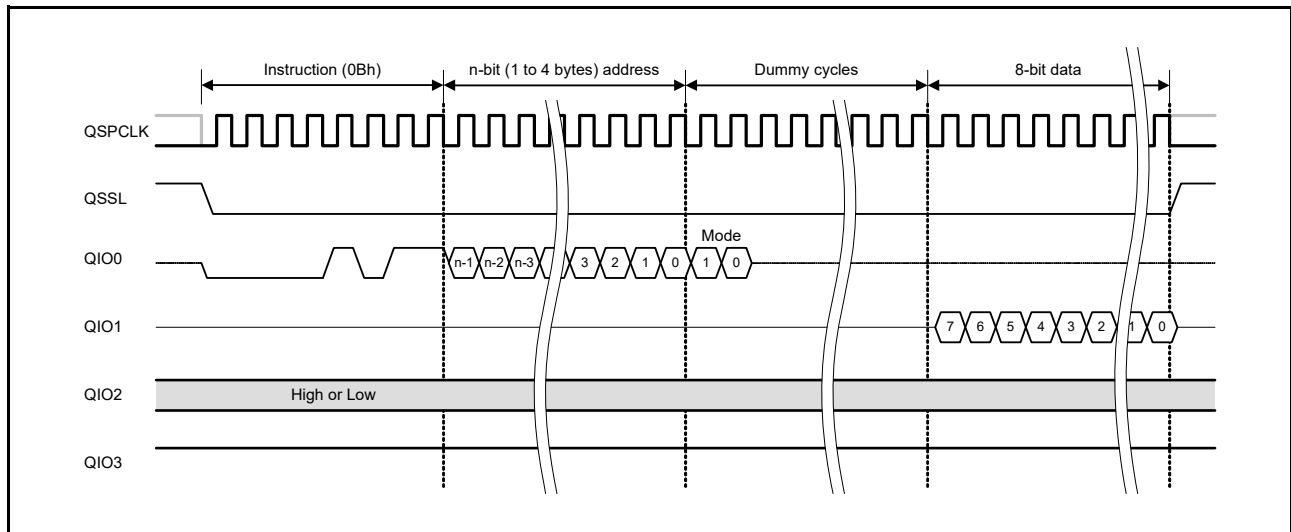 Instruction (0Bh) n-bit (1 to 4 bytes) address Dummy cycles 8-bit data
QSPCLK
QSSL
Mode
QIO0 n-1 n-2 n-3 3 2 1 0 1 0
QIO1 7 6 5 4 3 2 1 0
QIO2 High or Low
QIO3